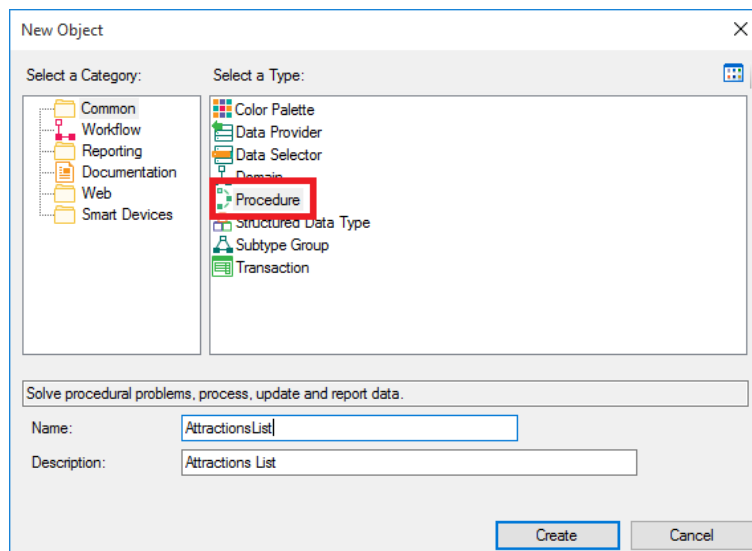 New Object
Select a Category:
Select a Type:
Common
Workflow
Reporting
Documentation
Web
Smart Devices
Color Palette
Data Provider
Data Selector
Domain
Procedure
Structured Data Type
Subtype Group
Transaction
Solve procedural problems, process, update and report data.
Name:
AttractionsList
Description:
Attractions List
Create
Cancel